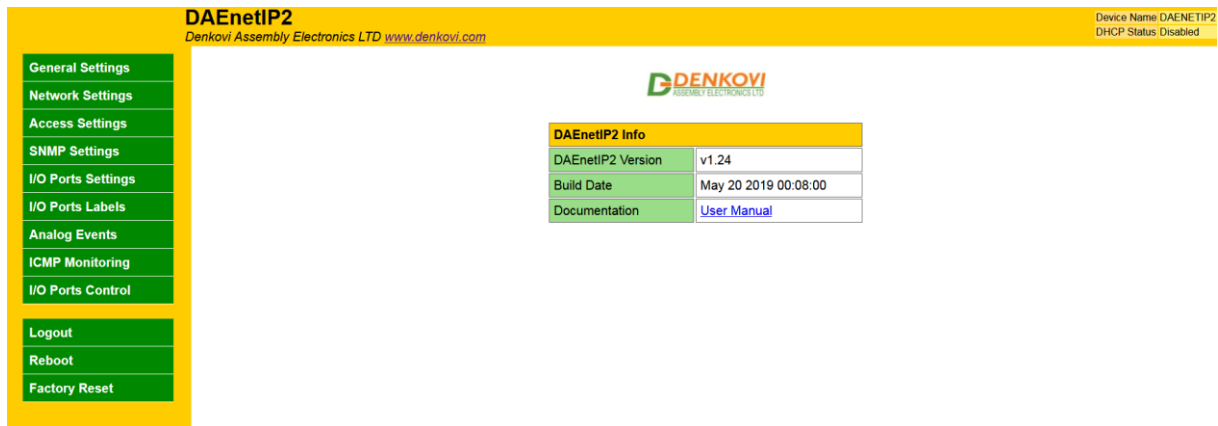 DAEnetIP2
Denkovi Assembly Electronics LTD www.denkovi.com
Device Name DAENETIP2
DHCP Status Disabled
General Settings
Network Settings
Access Settings
SNMP Settings
I/O Ports Settings
I/O Ports Labels
Analog Events
ICMP Monitoring
I/O Ports Control
Logout
Reboot
Factory Reset
DENKOVI
ASSEMBLY ELECTRONICS LTD
DAEnetIP2 Info
DAEnetIP2 Version v1.24
Build Date May 20 2019 00:08:00
Documentation User Manual